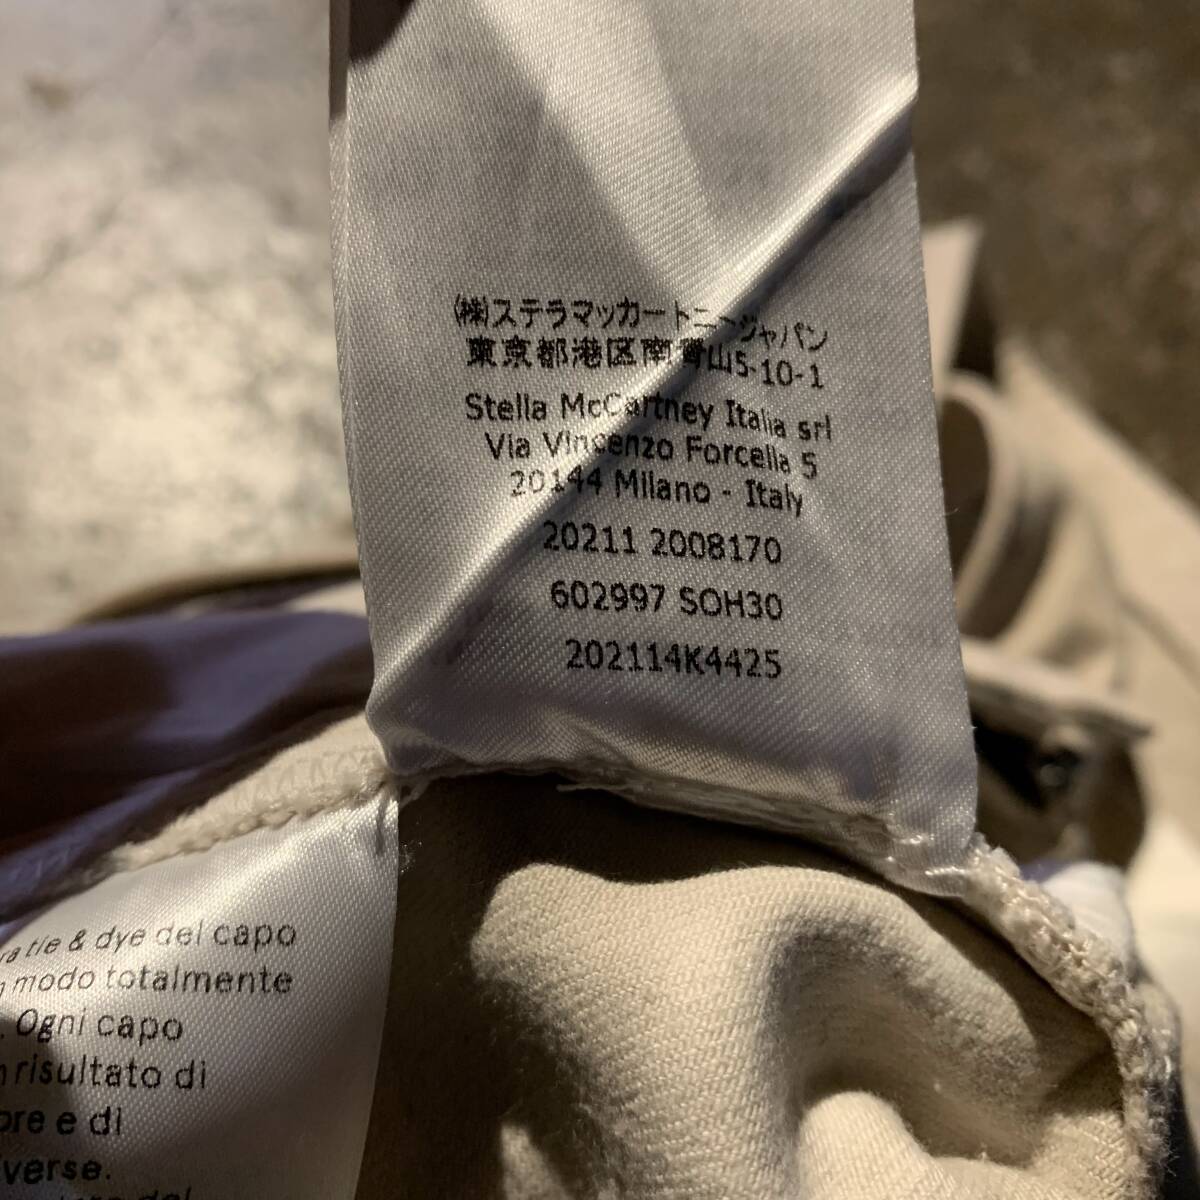 (株)ステラマッカートニージャパン
東京都港区南青山5-10-1
Stella McCartney Italia srl
Via Vincenzo Forcella 5
20144 Milano - Italy
20211 2008170
602997 SOH30
202114K4425
tie & dye del capo
modo totalmente
Ogni capo
risultato di
e di